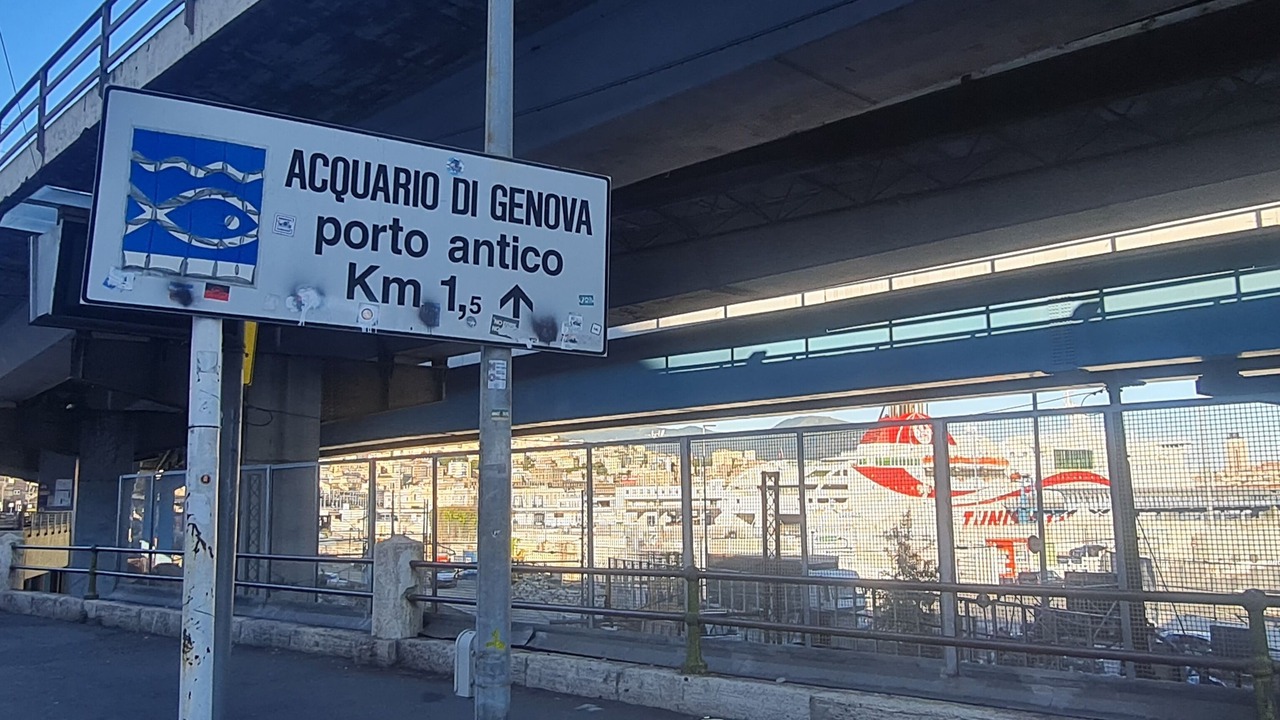 ACQUARIO DI GENOVA
porto antico
Km 1,5